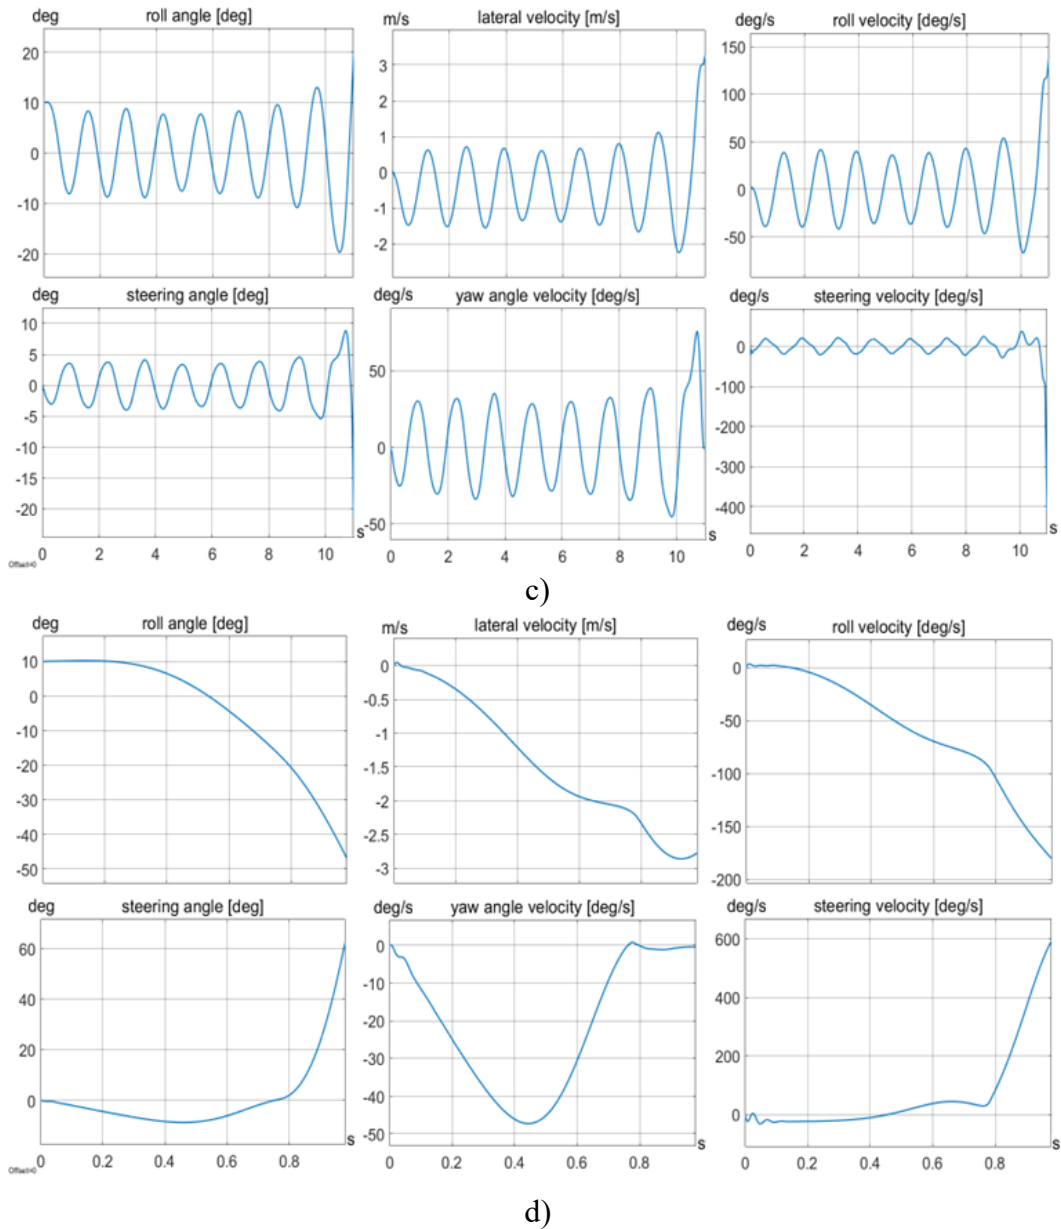 deg roll angle [deg]
20
10
0
-10
-20
m/s lateral velocity [m/s]
3
2
1
0
-1
-2
deg/s roll velocity [deg/s]
150
100
50
0
-50
deg steering angle [deg]
10
5
0
-5
-10
-15
-20
0 2 4 6 8 10 s
Offset=0
deg/s yaw angle velocity [deg/s]
50
0
-50
0 2 4 6 8 10 s
deg/s steering velocity [deg/s]
0
-100
-200
-300
-400
0 2 4 6 8 10 s
c)
deg roll angle [deg]
10
0
-10
-20
-30
-40
-50
m/s lateral velocity [m/s]
0
-0.5
-1
-1.5
-2
-2.5
-3
deg/s roll velocity [deg/s]
0
-50
-100
-150
-200
deg steering angle [deg]
60
40
20
0
0 0.2 0.4 0.6 0.8 s
Offset=0
deg/s yaw angle velocity [deg/s]
0
-10
-20
-30
-40
-50
0 0.2 0.4 0.6 0.8 s
deg/s steering velocity [deg/s]
600
400
200
0
0 0.2 0.4 0.6 0.8 s
d)